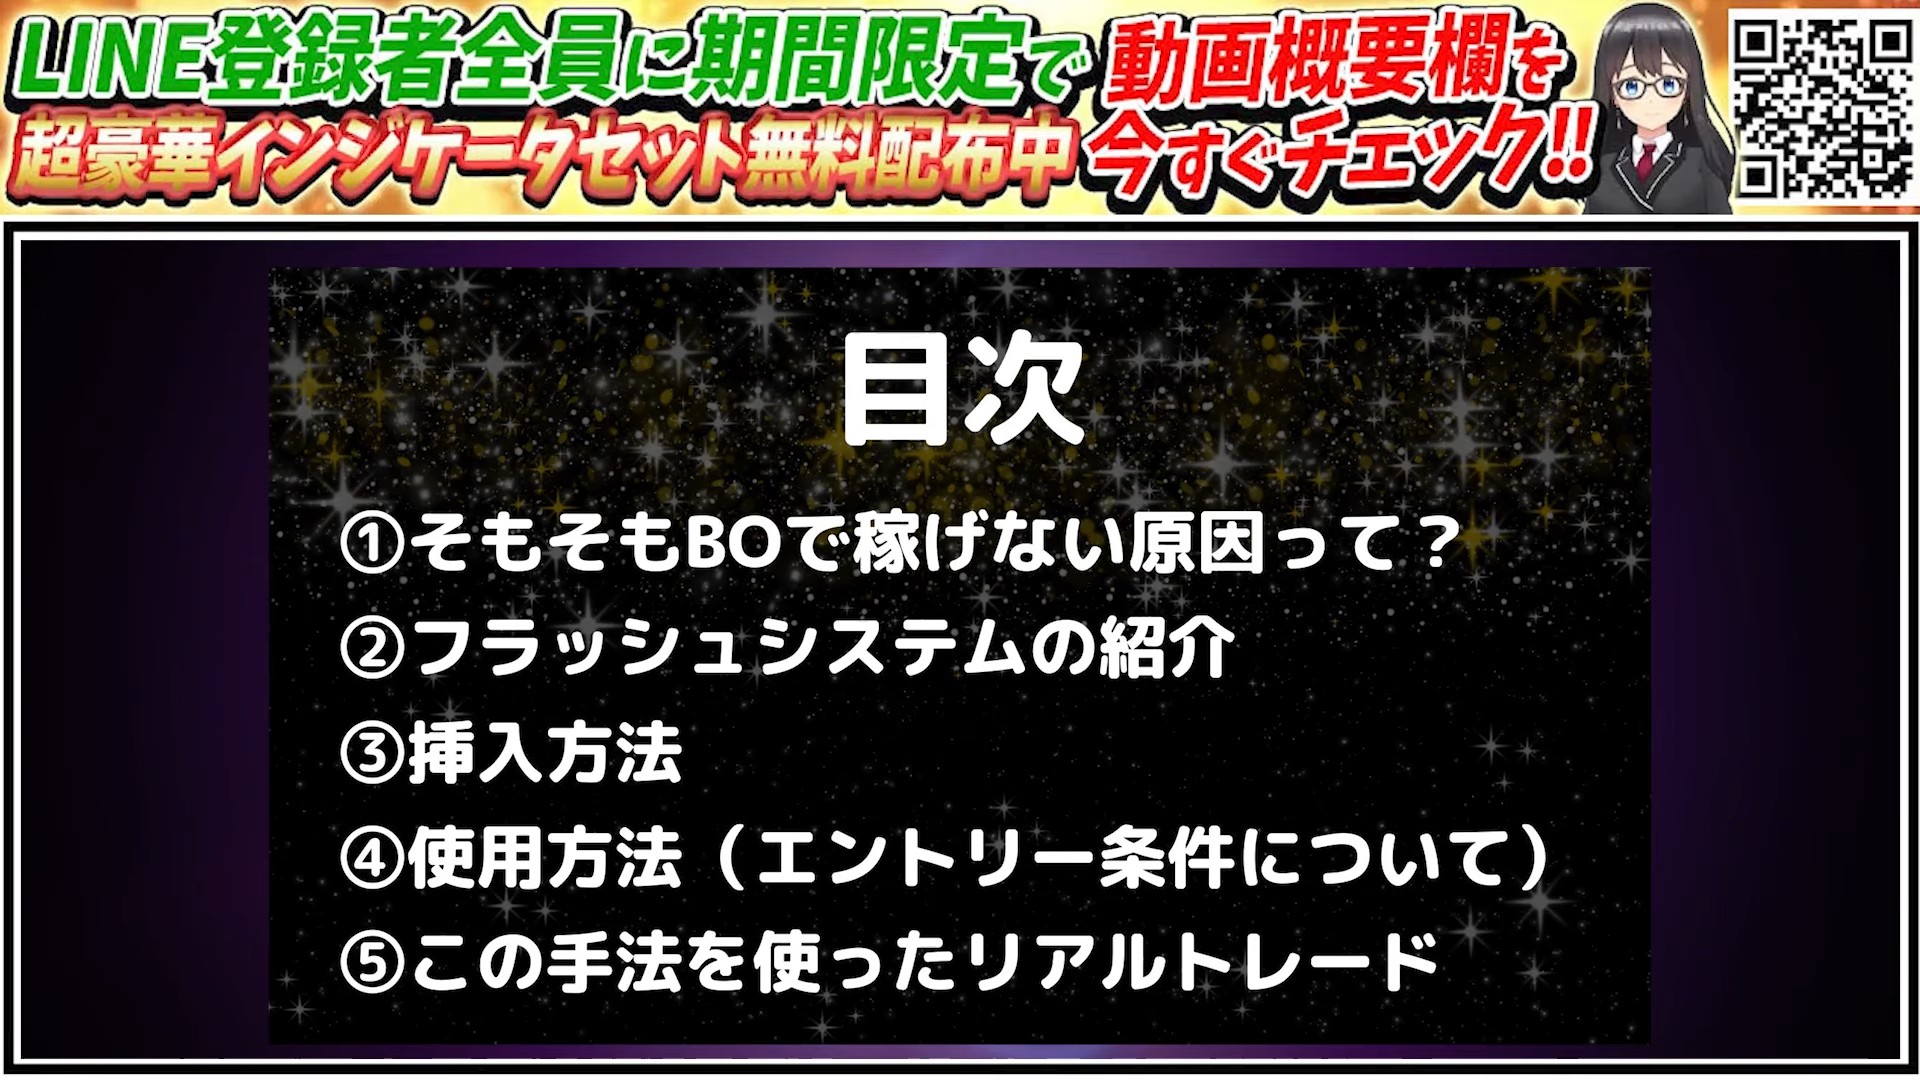 LINE登録者全員に期間限定で
超豪華インジケータセット無料配布中
動画概要欄を
今すぐチェック!!
目次
①そもそもBOで稼げない原因って？
②フラッシュシステムの紹介
③挿入方法
④使用方法（エントリー条件について）
⑤この手法を使ったリアルトレード